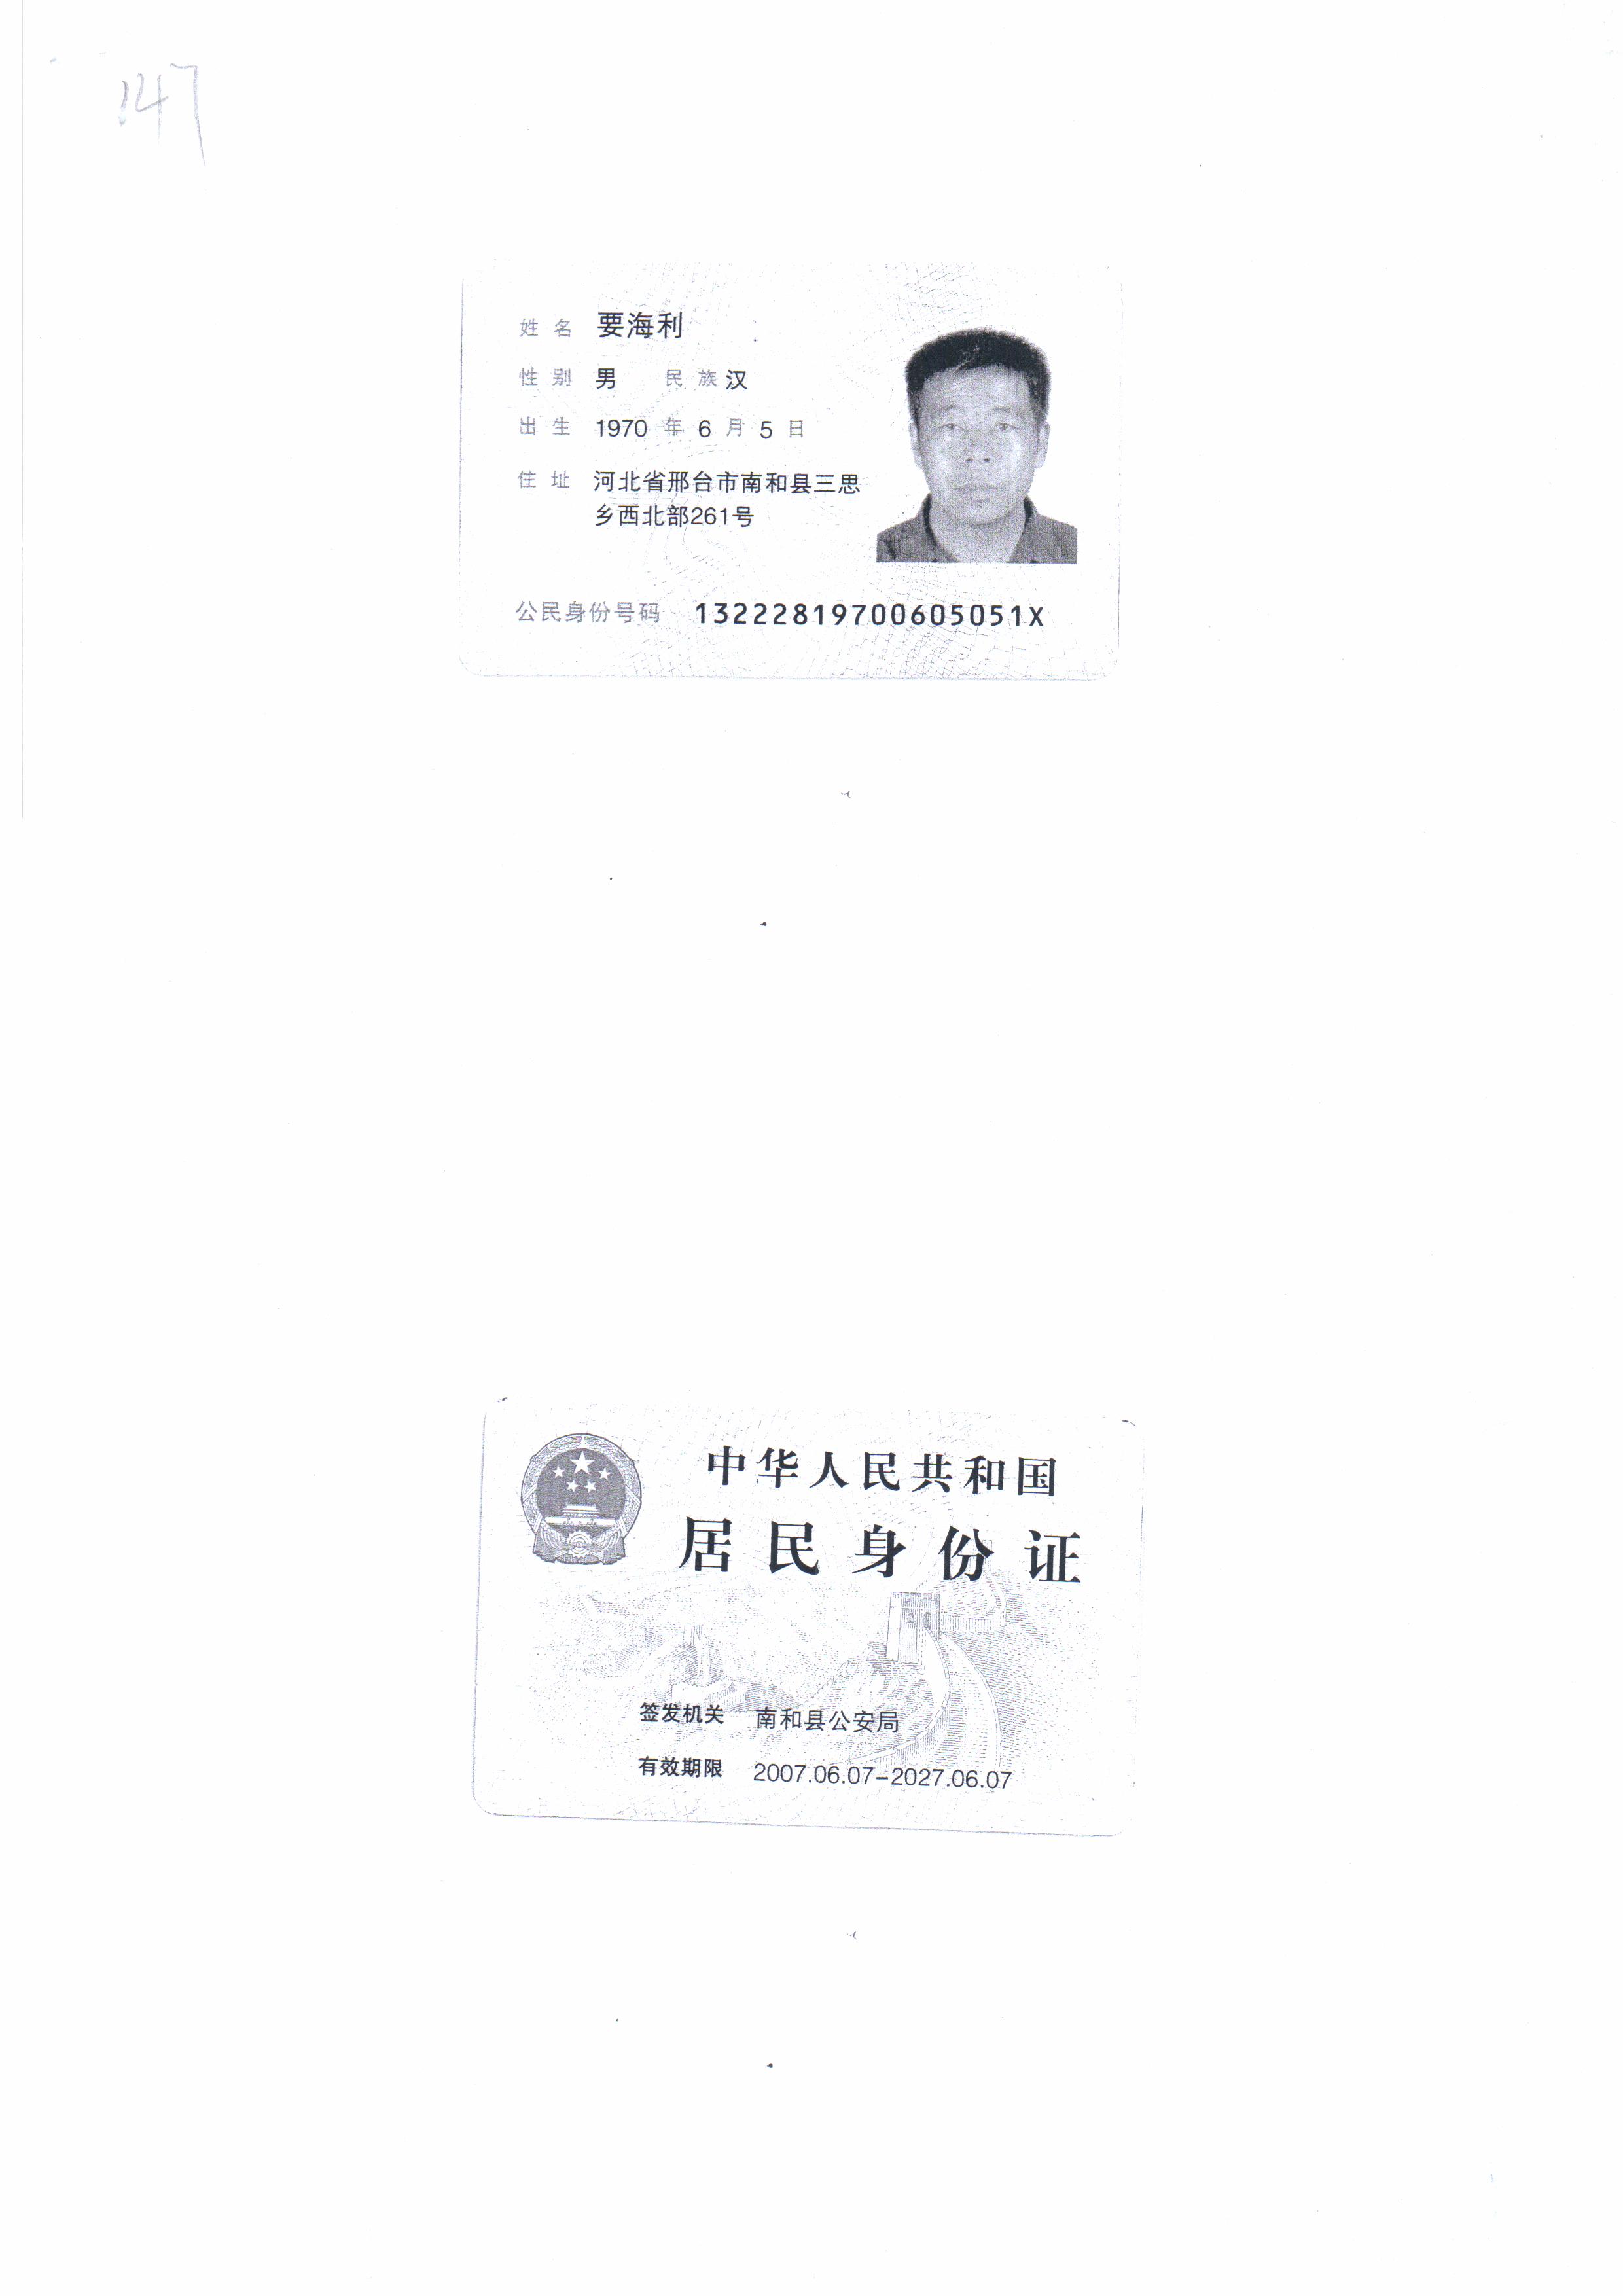 147
姓名 要海利
性别 男 民族 汉
出生 1970 年 6 月 5 日
住址 河北省邢台市南和县三思
乡西北部261号
公民身份号码 13222819700605051X
中华人民共和国
居民身份证
签发机关 南和县公安局
有效期限 2007.06.07-2027.06.07